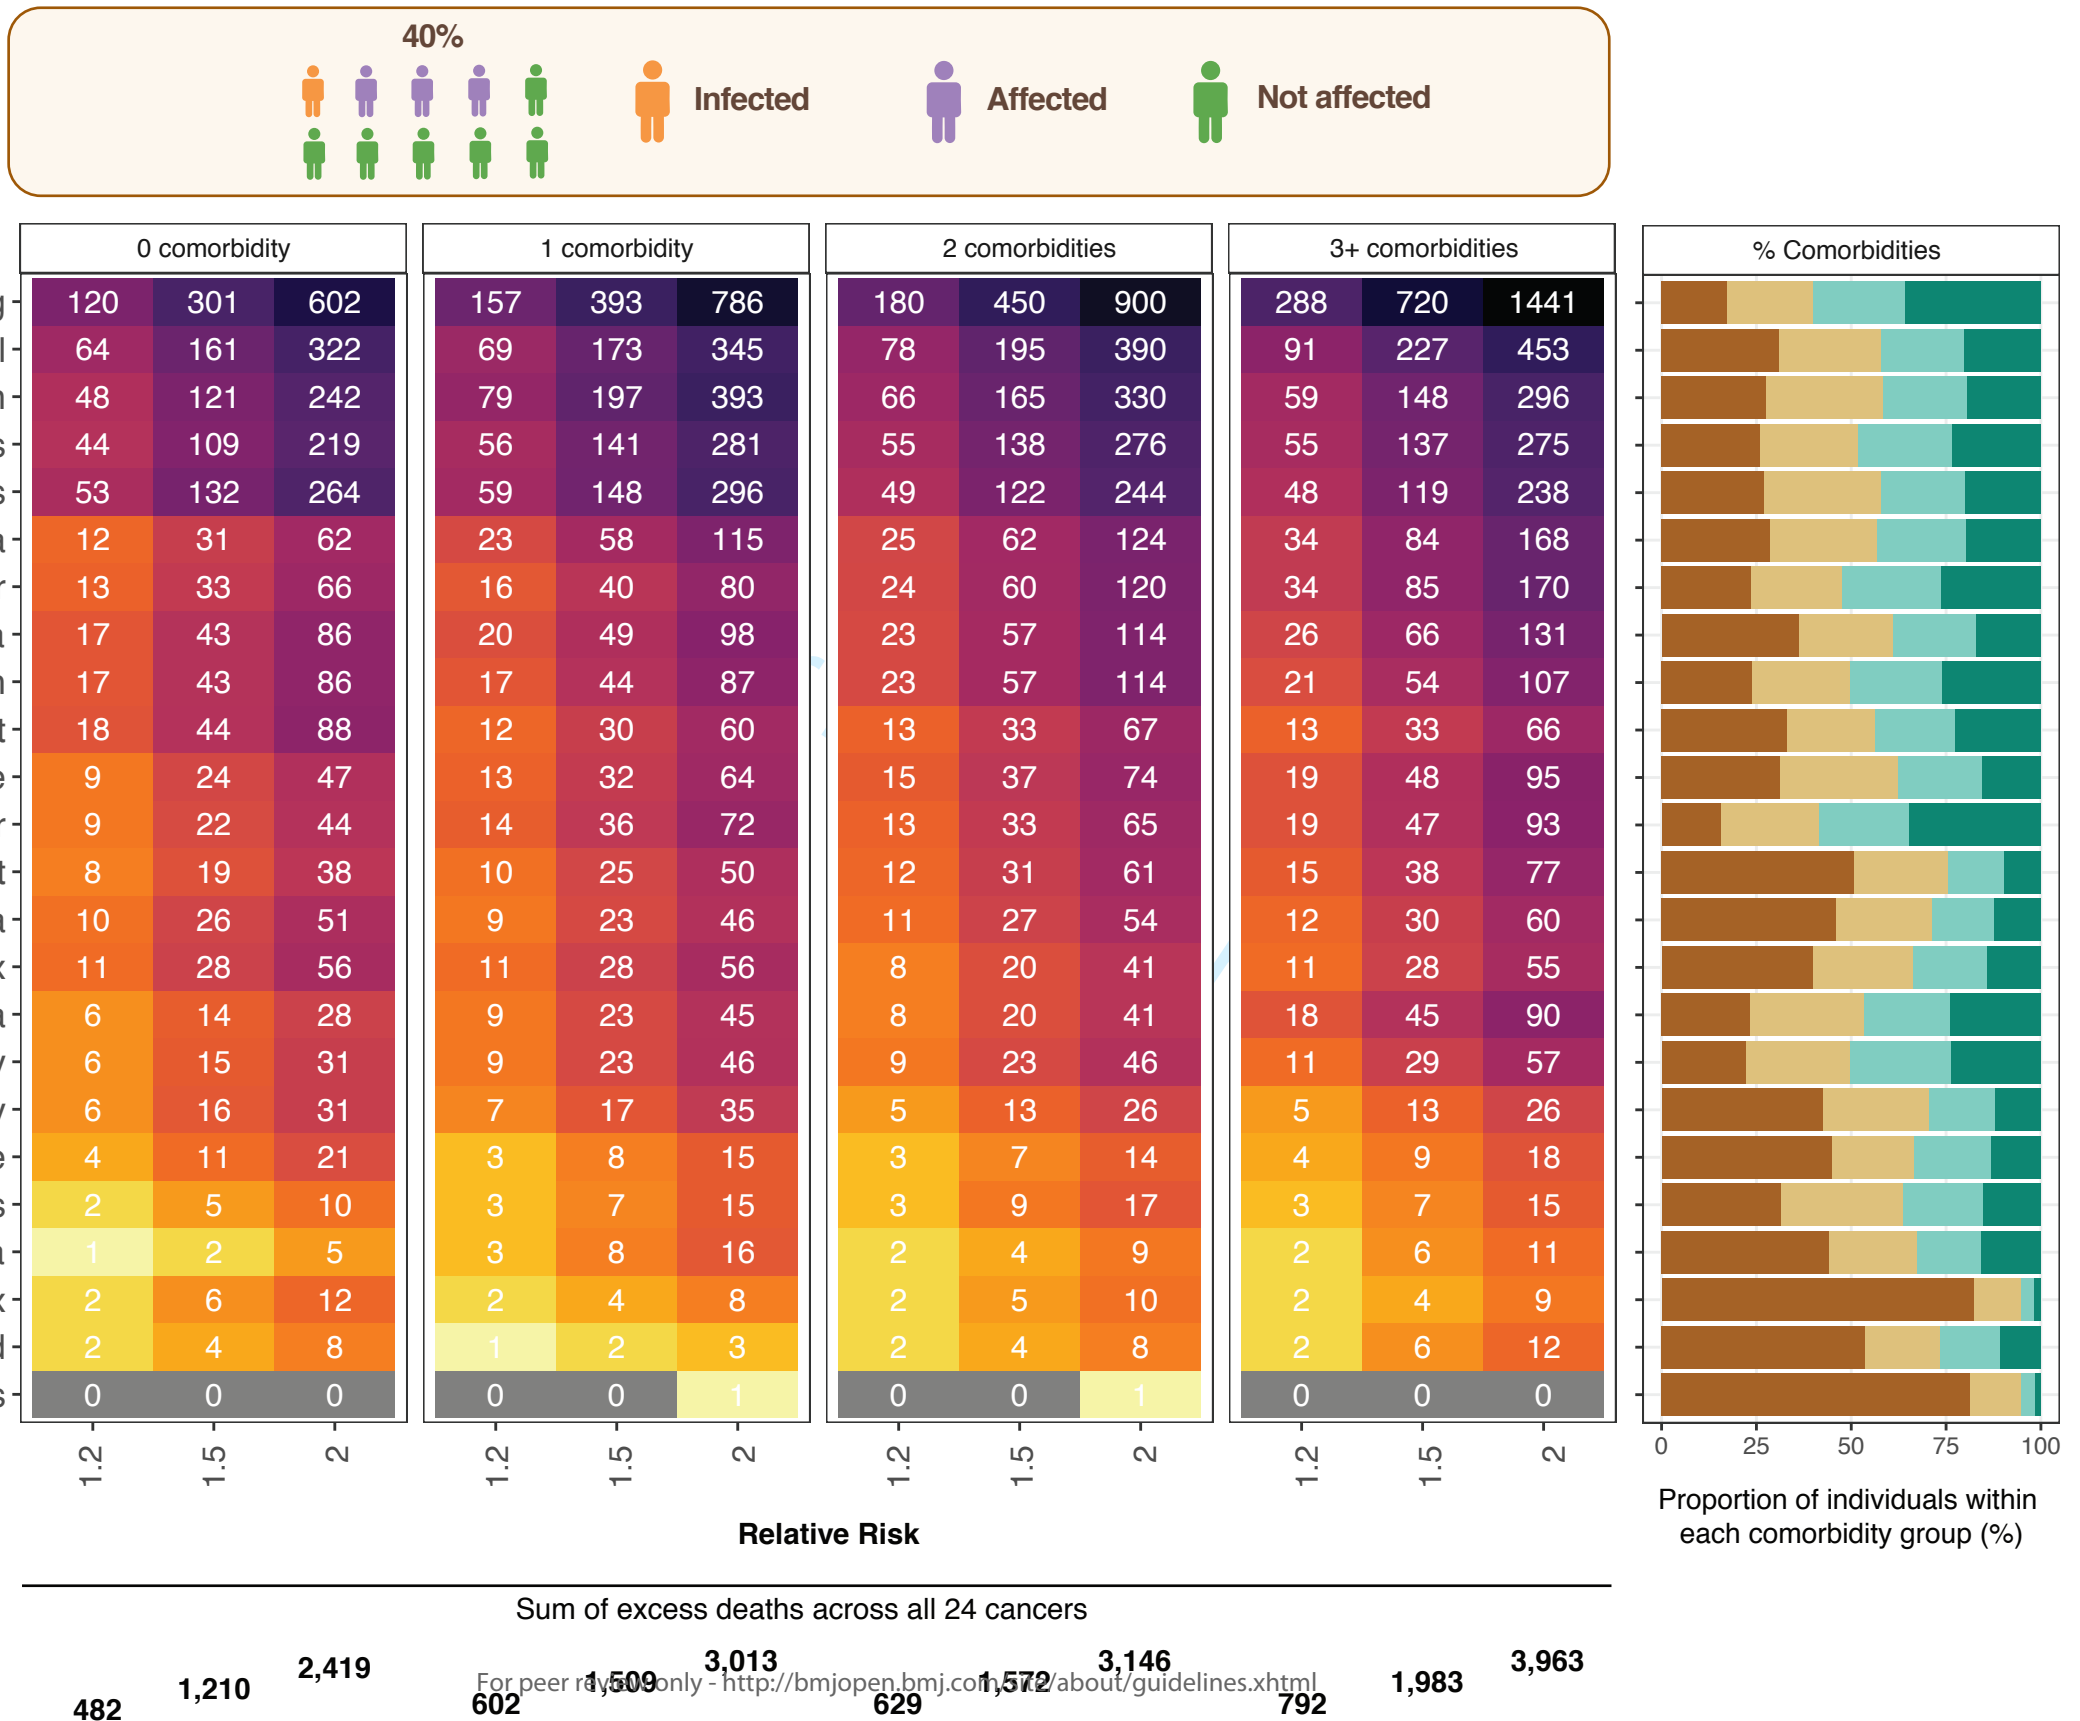 40%
Infected Affected Not affected
0 comorbidity 1 comorbidity 2 comorbidities 3+ comorbidities % Comorbidities
g 120 301 602 157 393 786 180 450 900 288 720 1441
l 64 161 322 69 173 345 78 195 390 91 227 453
n 48 121 242 79 197 393 66 165 330 59 148 296
s 44 109 219 56 141 281 55 138 276 55 137 275
s 53 132 264 59 148 296 49 122 244 48 119 238
a 12 31 62 23 58 115 25 62 124 34 84 168
r 13 33 66 16 40 80 24 60 120 34 85 170
a 17 43 86 20 49 98 23 57 114 26 66 131
n 17 43 86 17 44 87 23 57 114 21 54 107
t 18 44 88 12 30 60 13 33 67 13 33 66
e 9 24 47 13 32 64 15 37 74 19 48 95
r 9 22 44 14 36 72 13 33 65 19 47 93
t 8 19 38 10 25 50 12 31 61 15 38 77
a 10 26 51 9 23 46 11 27 54 12 30 60
x 11 28 56 11 28 56 8 20 41 11 28 55
a 6 14 28 9 23 45 8 20 41 18 45 90
y 6 15 31 9 23 46 9 23 46 11 29 57
y 6 16 31 7 17 35 5 13 26 5 13 26
e 4 11 21 3 8 15 3 7 14 4 9 18
s 2 5 10 3 7 15 3 9 17 3 7 15
a 1 2 5 3 8 16 2 4 9 2 6 11
x 2 6 12 2 4 8 2 5 10 2 4 9
d 2 4 8 1 2 3 2 4 8 2 6 12
s 0 0 0 0 0 1 0 0 1 0 0 0
1.2 1.5 2 1.2 1.5 2 1.2 1.5 2 1.2 1.5 2 0 25 50 75 100
Relative Risk
Proportion of individuals within
each comorbidity group (%)
Sum of excess deaths across all 24 cancers
482 1,210 2,419 602 1,509 3,013 629 1,572 3,146 792 1,983 3,963
For peer review only - http://bmjopen.bmj.com/site/about/guidelines.xhtml